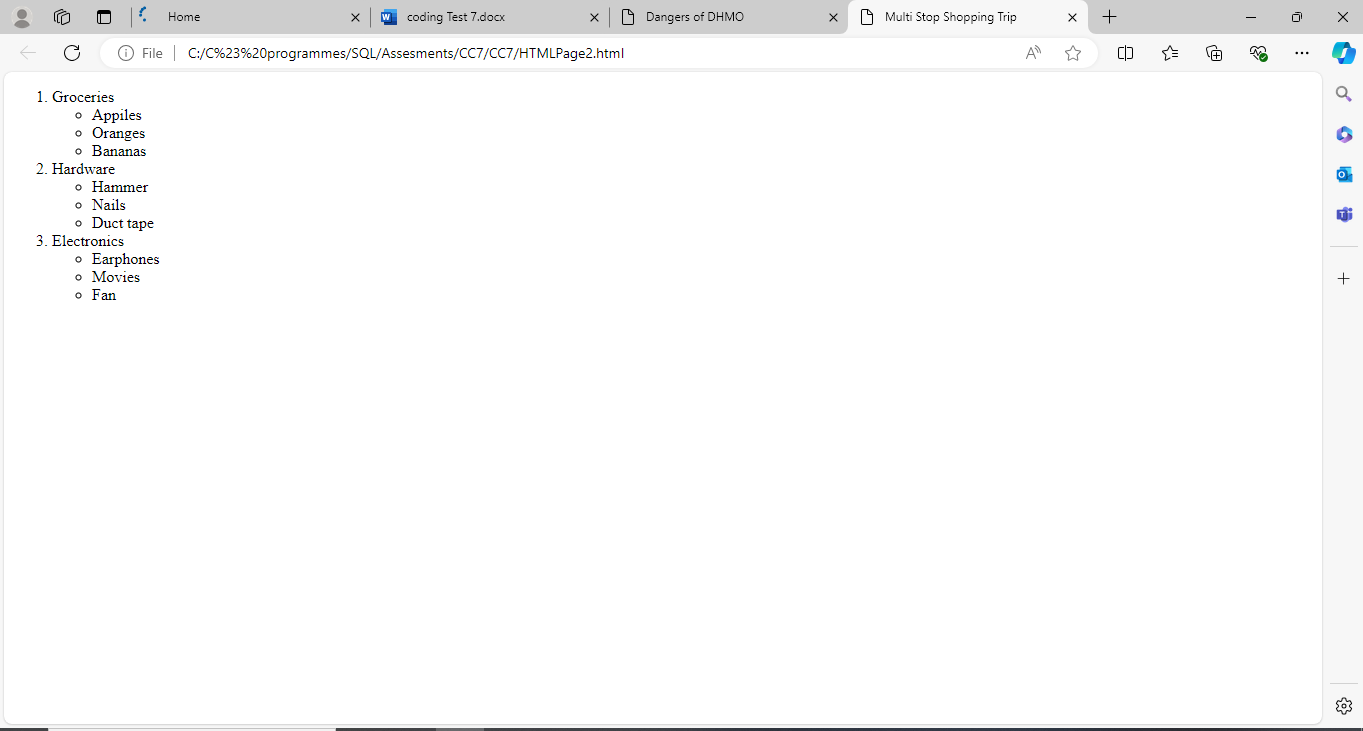 Home
coding Test 7.docx
Dangers of DHMO
Multi Stop Shopping Trip
File
C:/C%23%20programmes/SQL/Assesments/CC7/CC7/HTMLPage2.html
1. Groceries
Appiles
Oranges
Bananas
2. Hardware
Hammer
Nails
Duct tape
3. Electronics
Earphones
Movies
Fan